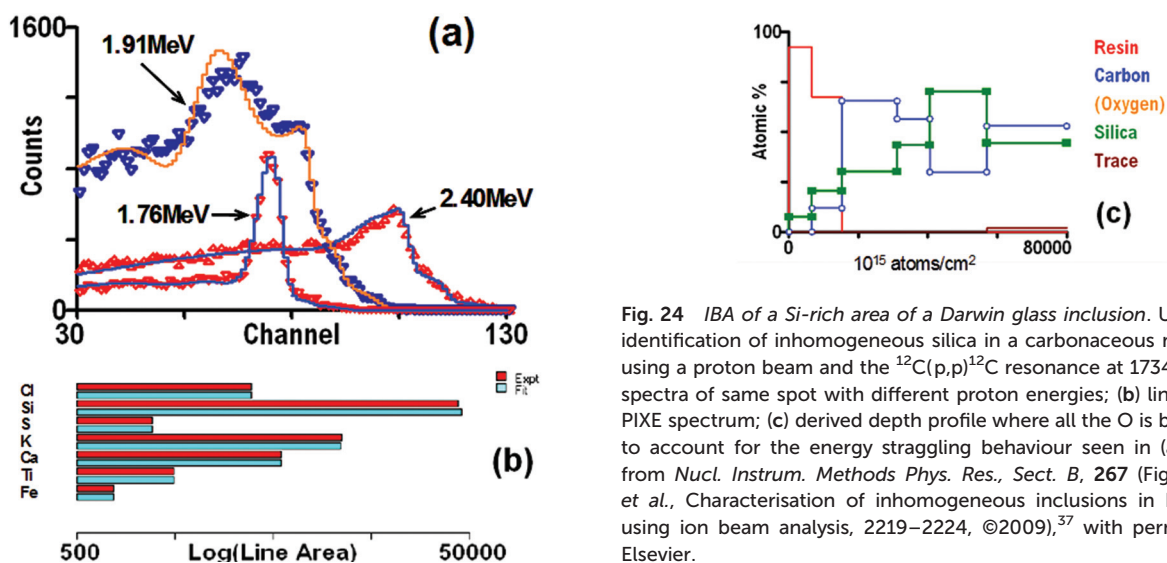 1600
(a)
1.91MeV
Counts
1.76MeV
2.40MeV
0
30
Channel
130
Expt
Fit
Cl
Si
S
K
Ca
Ti
Fe
(b)
500
Log(Line Area)
50000
100
Resin
Carbon
(Oxygen)
Silica
Trace
Atomic %
(c)
0
0
80000
10¹⁵ atoms/cm²
Fig. 24 IBA of a Si-rich area of a Darwin glass inclusion.
identification of inhomogeneous silica in a carbonaceous
using a proton beam and the ¹²C(p,p)¹²C resonance at 1734
spectra of same spot with different proton energies; (b)
PIXE spectrum; (c) derived depth profile where all the O is
to account for the energy straggling behaviour seen in
from Nucl. Instrum. Methods Phys. Res., Sect. B, 267
et al., Characterisation of inhomogeneous inclusions in
using ion beam analysis, 2219–2224, ©2009),³⁷ with
Elsevier.